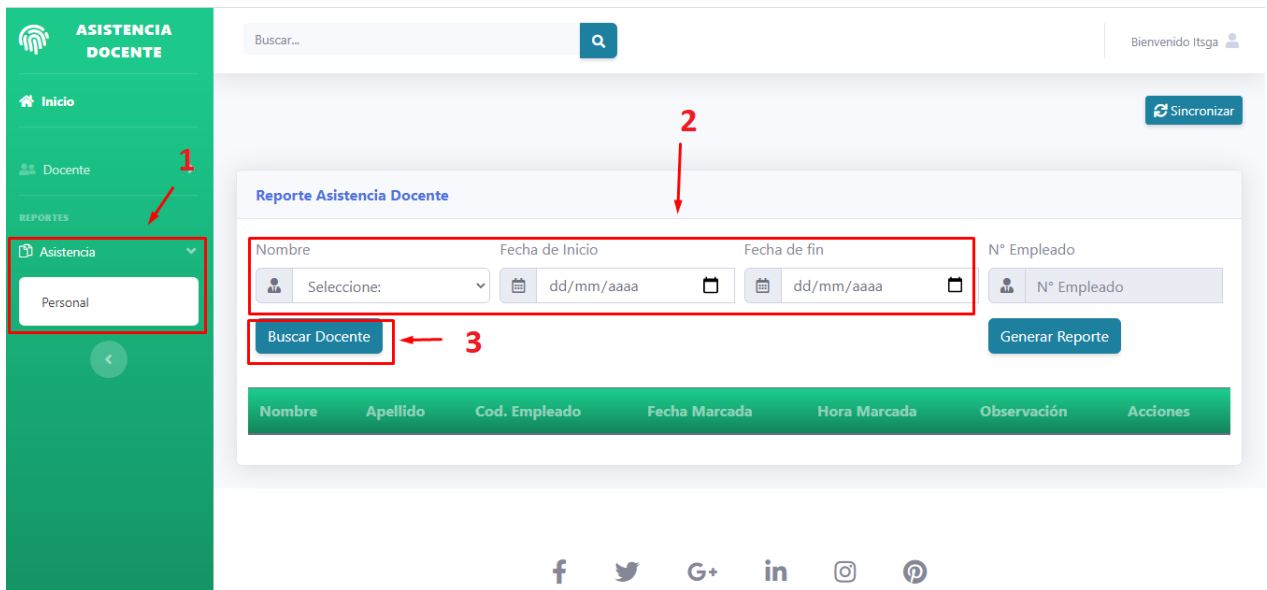 ASISTENCIA
DOCENTE
Buscar...
Bienvenido Itsga
Inicio
Sincronizar
2
Docente
1
Reporte Asistencia Docente
REPORTES
Asistencia
Personal
Nombre
Fecha de Inicio
Fecha de fin
N° Empleado
Seleccione:
dd/mm/aaaa
dd/mm/aaaa
N° Empleado
Buscar Docente
3
Generar Reporte
Nombre Apellido Cod. Empleado Fecha Marcada Hora Marcada Observación Acciones
f G+ in